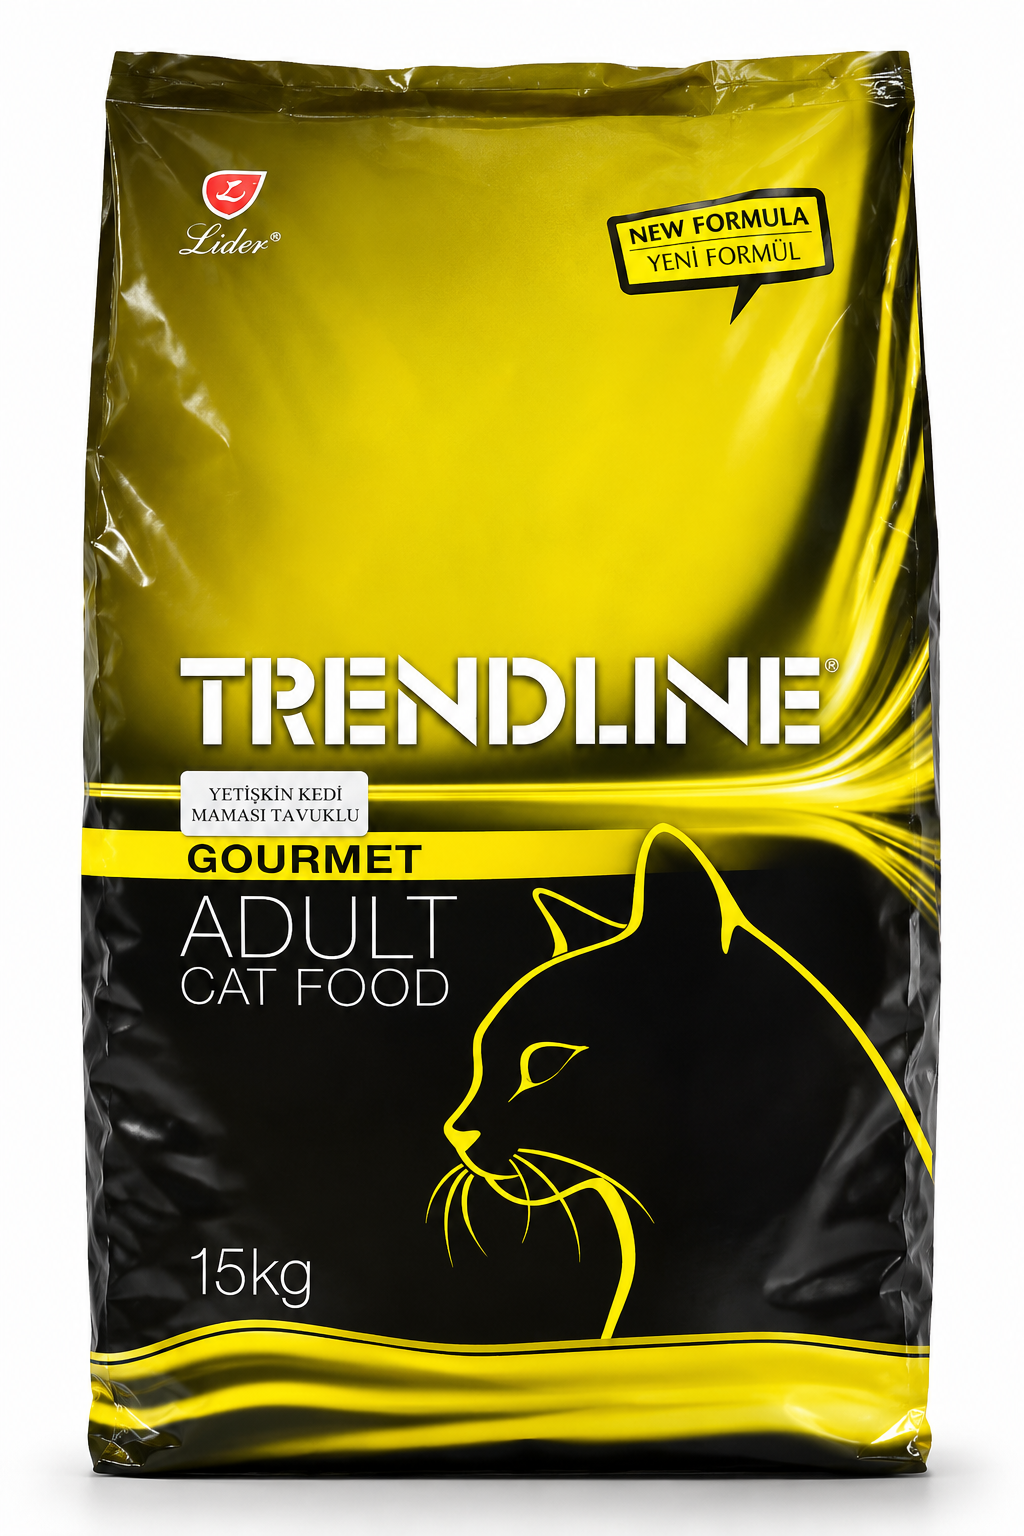 Lider®
NEW FORMULA
YENİ FORMÜL
TRENDLINE®
YETİŞKİN KEDİ
MAMASI TAVUKLU
GOURMET
ADULT
CAT FOOD
15kg